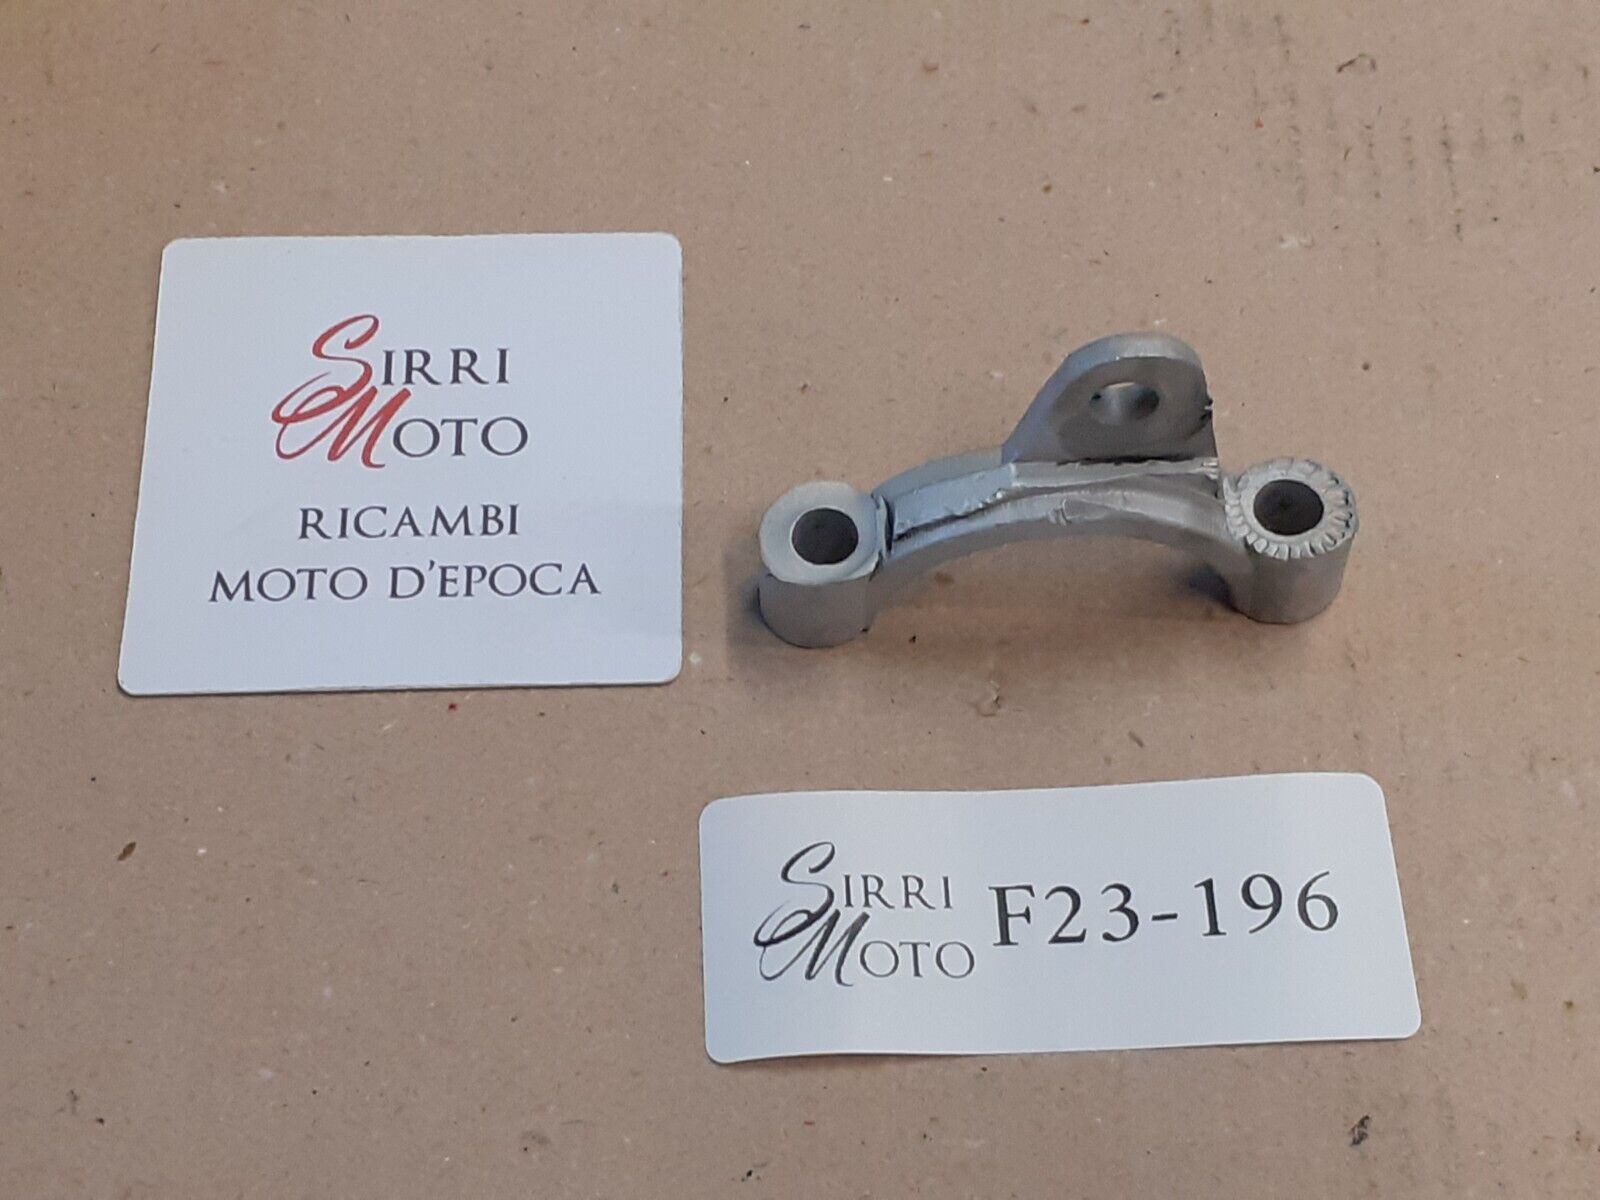 SIRRI
MOTO
RICAMBI
MOTO D'EPOCA
SIRRI
MOTO
F23-196